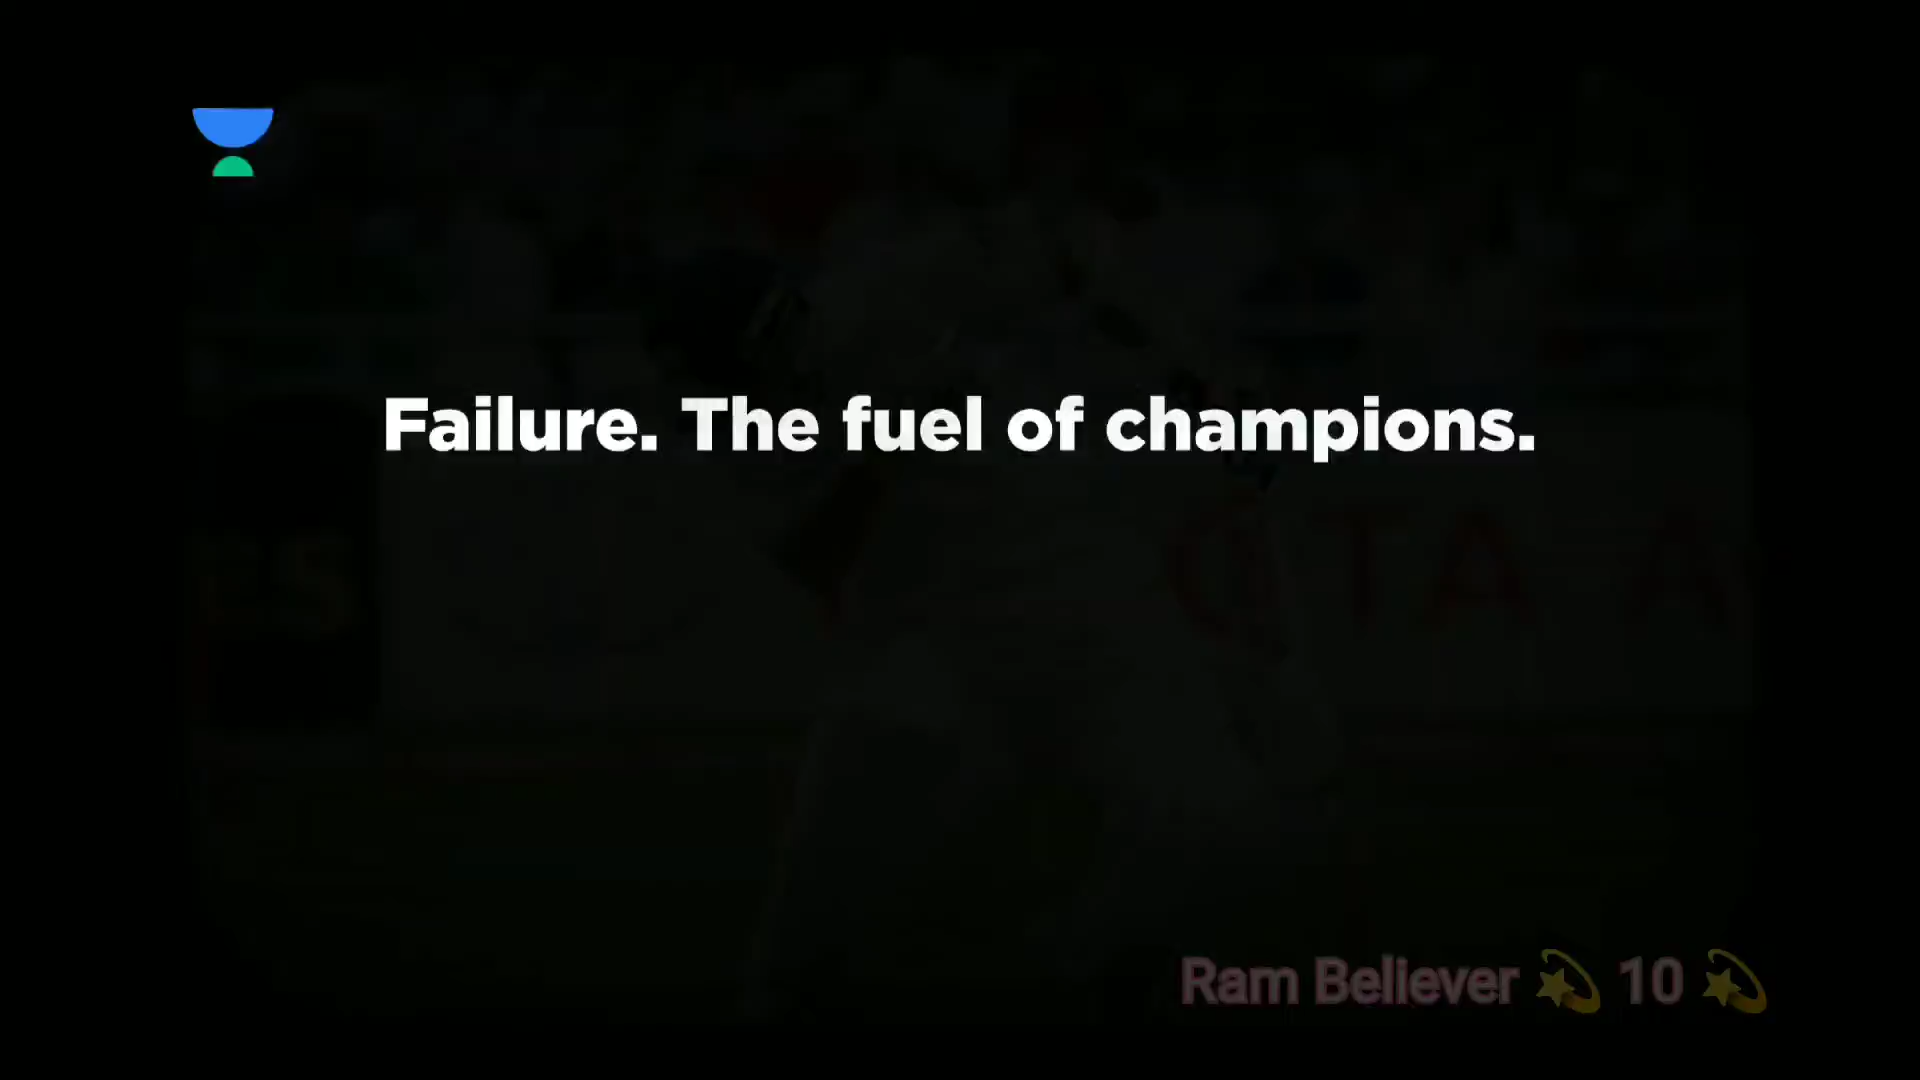 Failure. The fuel of champions.
Ram Believer 💫 10 💫